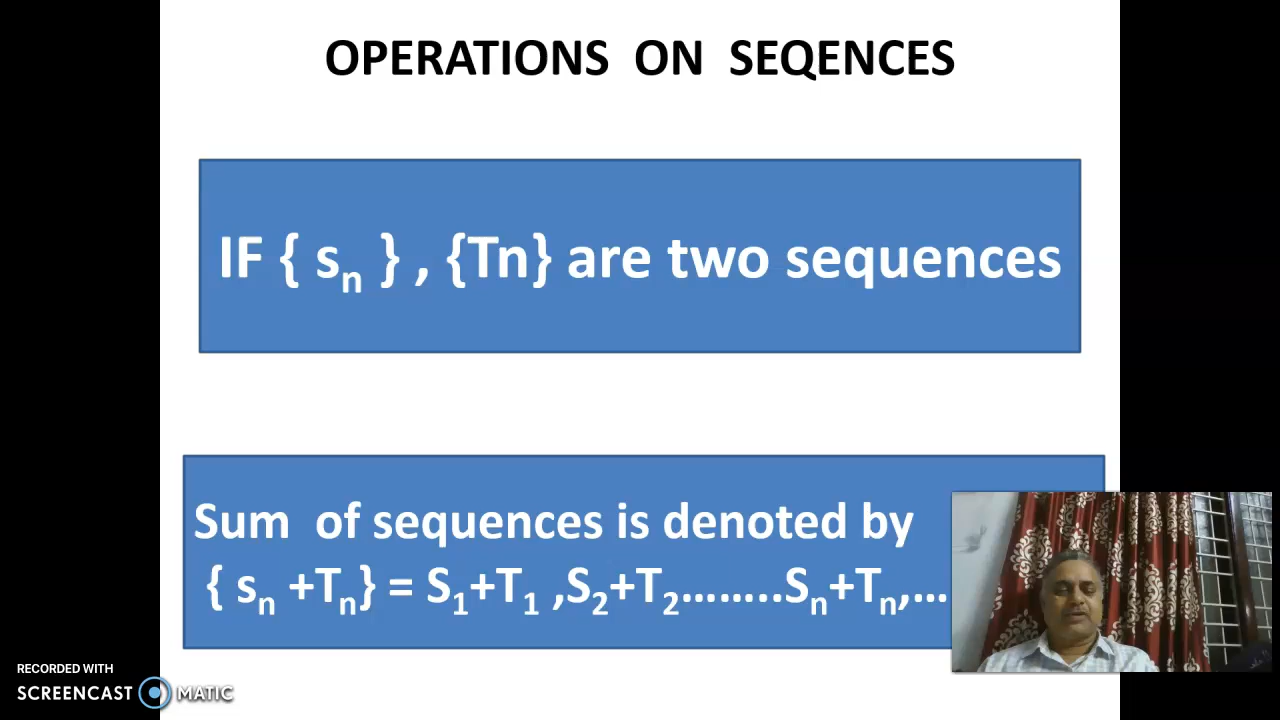 OPERATIONS ON SEQENCES
IF { sn } , {Tn} are two sequences
Sum of sequences is denoted by
{ sn +Tn} = S1+T1 ,S2+T2……..Sn+Tn,…
RECORDED WITH
SCREENCAST MATIC